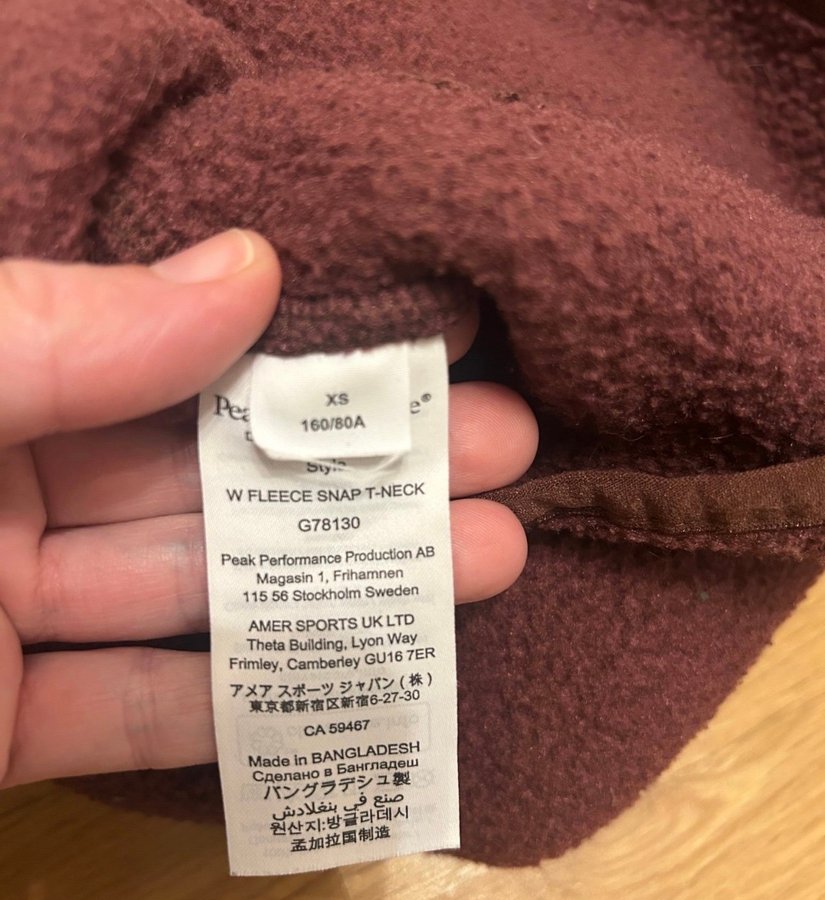 XS
160/80A
W FLEECE SNAP T-NECK
G78130
Peak Performance Production AB
Magasin 1, Frihamnen
115 56 Stockholm Sweden
AMER SPORTS UK LTD
Theta Building, Lyon Way
Frimley, Camberley GU16 7ER
アメア スポーツ ジャパン ( 株 )
東京都新宿区新宿6-27-30
CA 59467
Made in BANGLADESH
Сделано в Бангладеш
バングラデシュ製
صنع في بنغلادش
원산지:방글라데시
孟加拉国制造